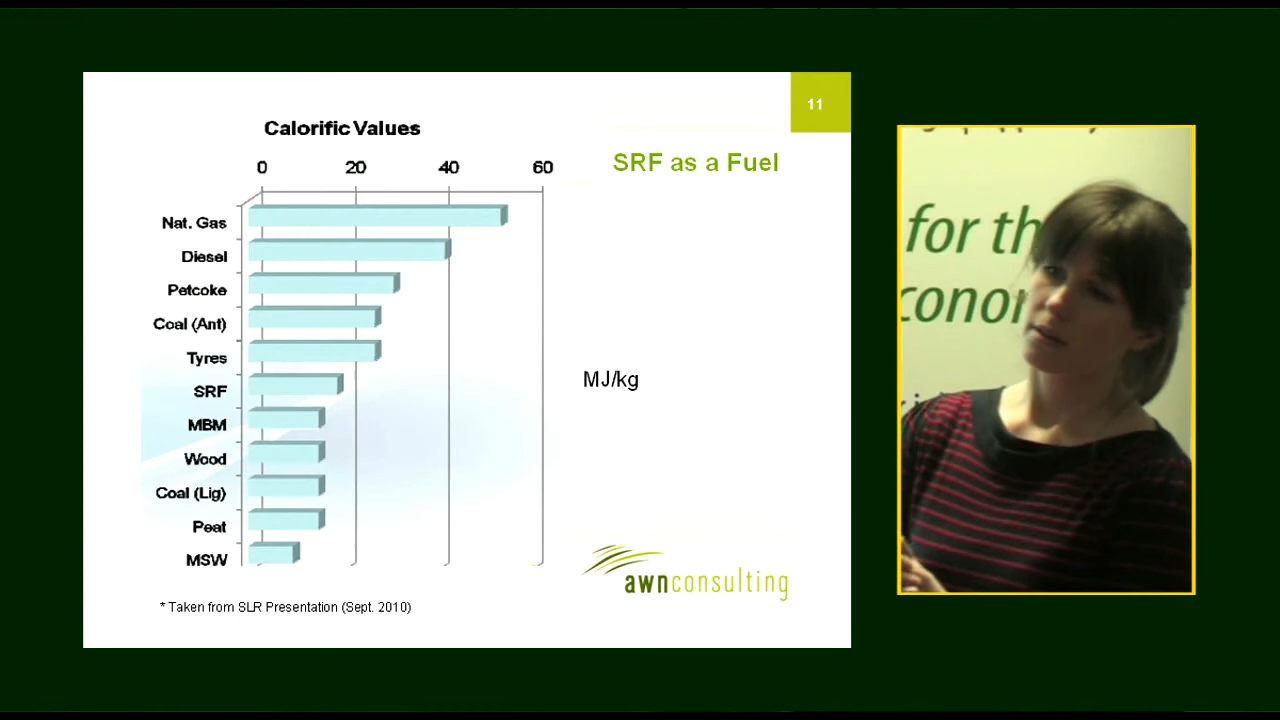 11
Calorific Values
SRF as a Fuel
0 20 40 60
Nat. Gas
Diesel
Petcoke
Coal (Ant)
Tyres
SRF
MBM
Wood
Coal (Lig)
Peat
MSW
MJ/kg
awnconsulting
* Taken from SLR Presentation (Sept. 2010)
for th
conom